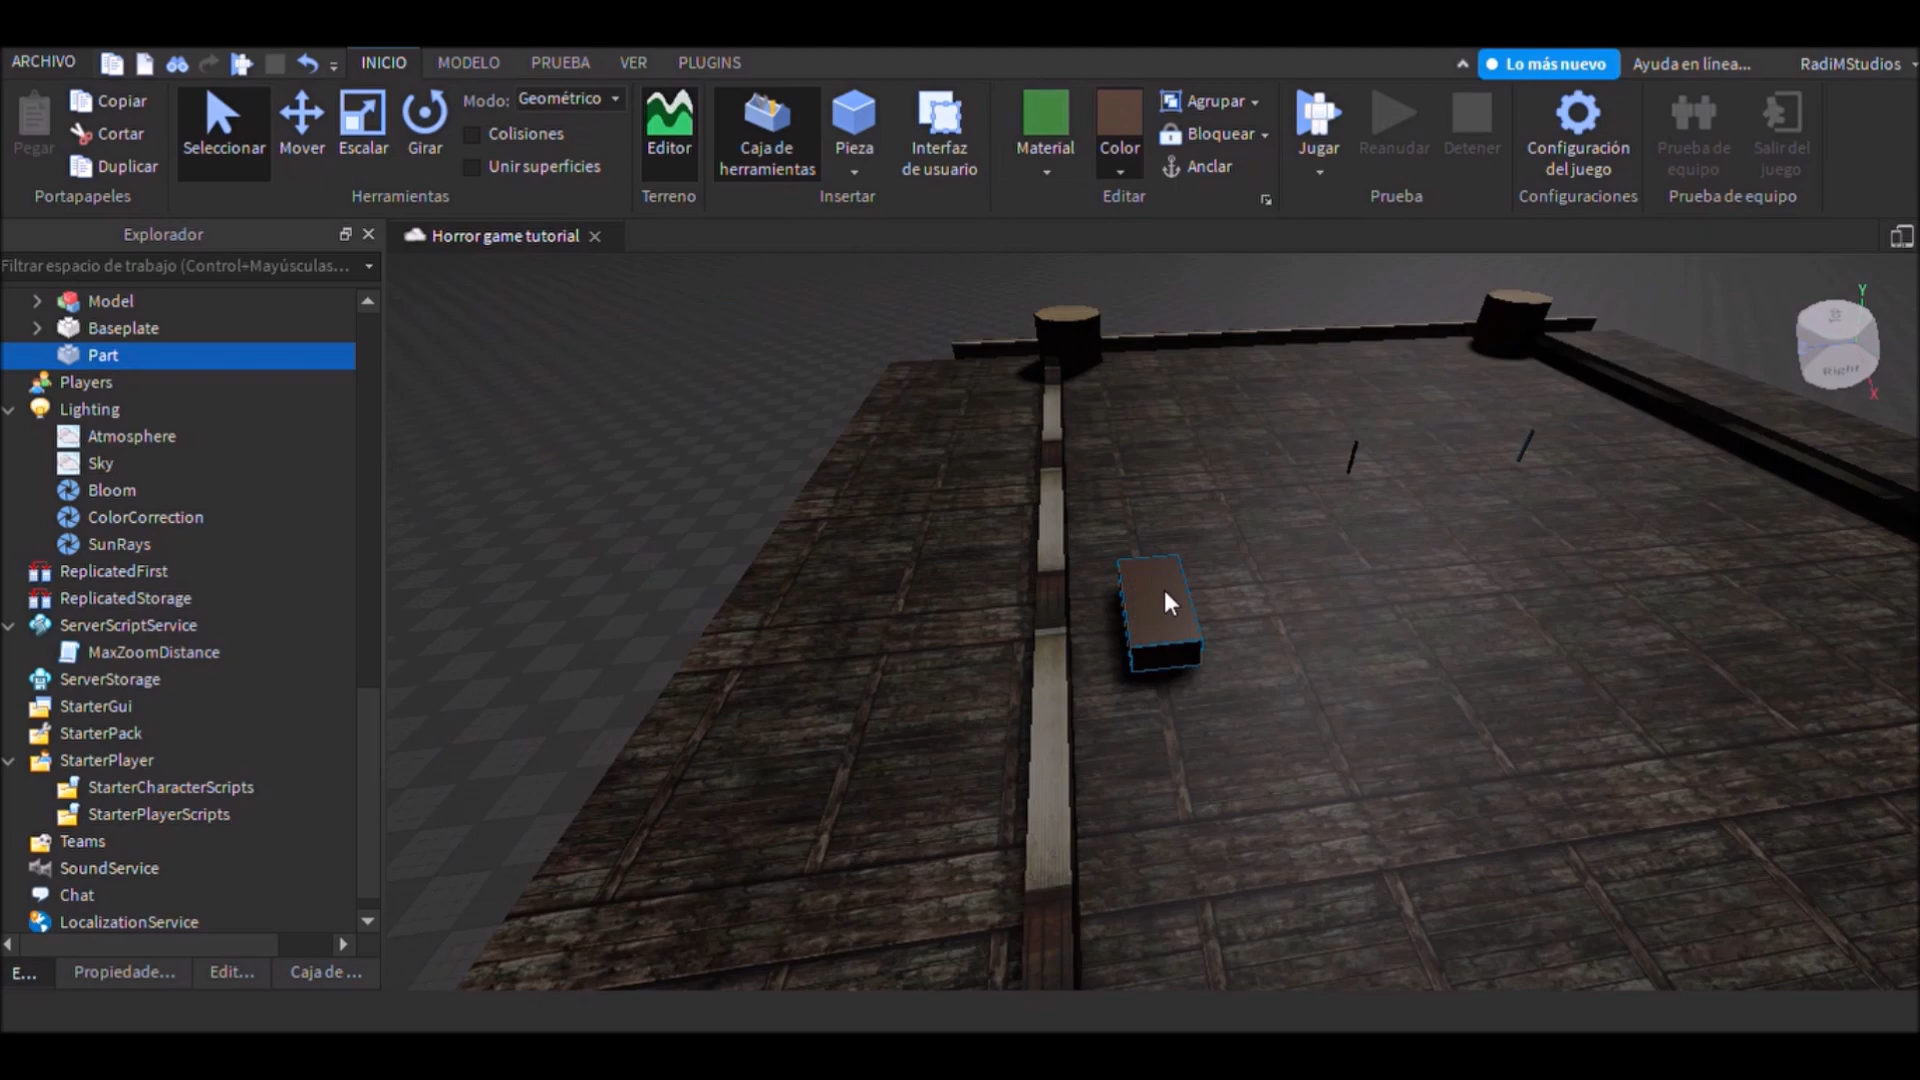 ARCHIVO
INICIO
MODELO
PRUEBA
VER
PLUGINS
Lo más nuevo
Ayuda en línea...
RadiMStudios
Pegar
Copiar
Cortar
Duplicar
Portapapeles
Seleccionar
Mover
Escalar
Girar
Modo: Geométrico
Colisiones
Unir superficies
Herramientas
Editor
Terreno
Caja de
herramientas
Pieza
Interfaz
de usuario
Insertar
Material
Color
Agrupar
Bloquear
Anclar
Editar
Jugar
Reanudar
Detener
Prueba
Configuración
del juego
Configuraciones
Prueba de
equipo
Salir del
juego
Prueba de equipo
Explorador
Filtrar espacio de trabajo (Control+Mayúsculas...
Horror game tutorial
Model
Baseplate
Part
Players
Lighting
Atmosphere
Sky
Bloom
ColorCorrection
SunRays
ReplicatedFirst
ReplicatedStorage
ServerScriptService
MaxZoomDistance
ServerStorage
StarterGui
StarterPack
StarterPlayer
StarterCharacterScripts
StarterPlayerScripts
Teams
SoundService
Chat
LocalizationService
E...
Propiedade...
Edit...
Caja de ...
Y
Right
X